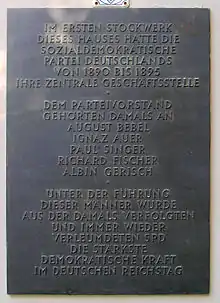 IM ERSTEN STOCKWERK
DIESES HAUSES HATTE DIE
SOZIALDEMOKRATISCHE
PARTEI DEUTSCHLANDS
VON 1890 BIS 1895
IHRE ZENTRALE GESCHÄFTSSTELLE
DEM PARTEIVORSTAND
GEHÖRTEN DAMALS AN
AUGUST BEBEL
IGNAZ AUER
PAUL SINGER
RICHARD FISCHER
ALBIN GERISCH
UNTER DER FÜHRUNG
DIESER MÄNNER WURDE
AUS DER DAMALS VERFOLGTEN
UND IMMER WIEDER
VERLEUMDETEN SPD
DIE STÄRKSTE
DEMOKRATISCHE KRAFT
IM DEUTSCHEN REICHSTAG